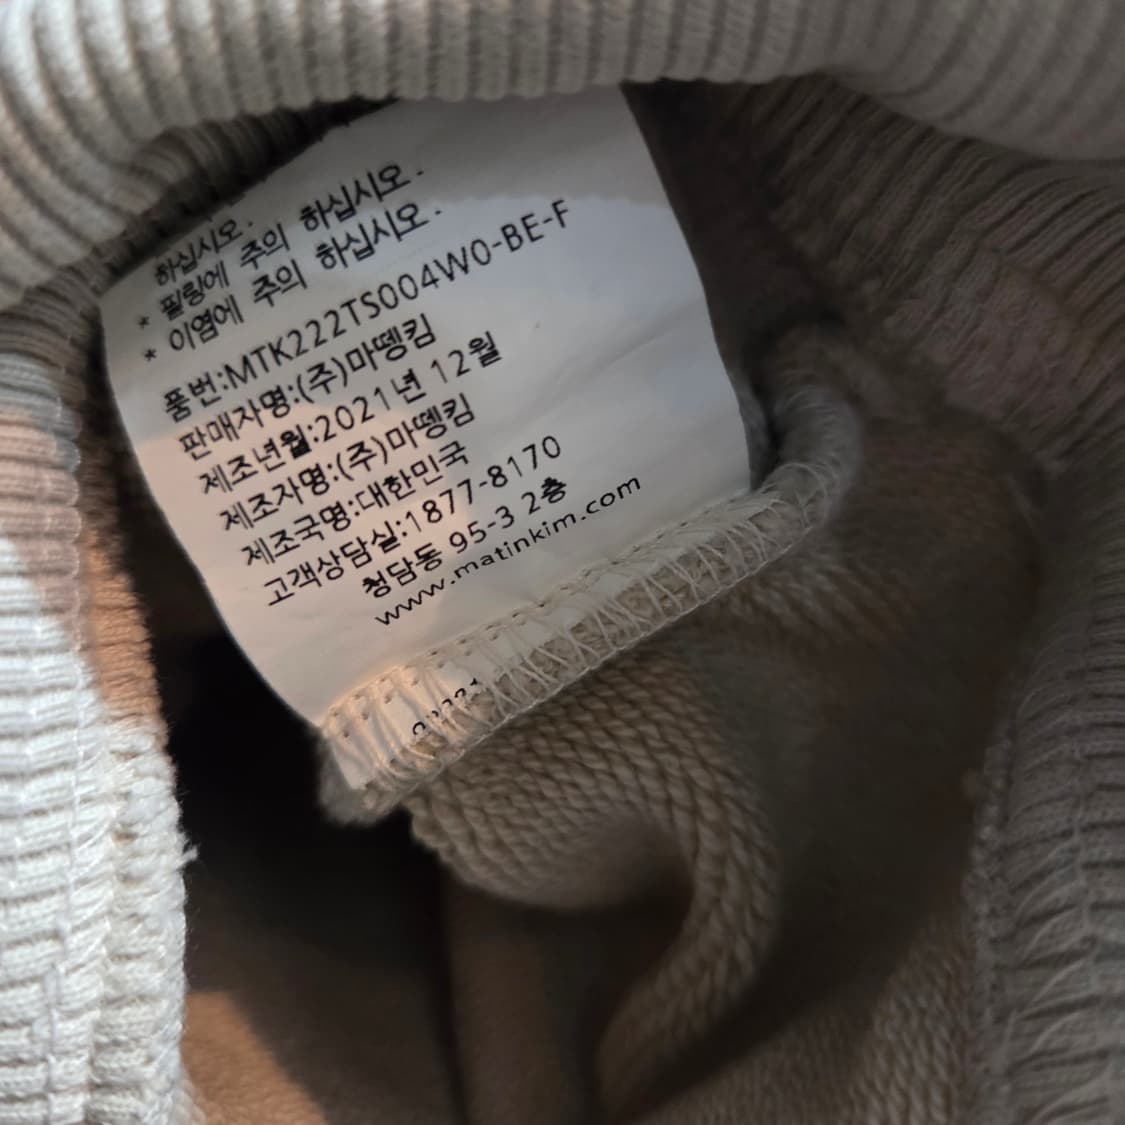 하십시오.
* 필링에 주의 하십시오.
* 이염에 주의 하십시오.
품번:MTK222TS004W0-BE-F
판매자명:(주)마뗑킴
제조년월:2021년 12월
제조자명:(주)마뗑킴
제조국명:대한민국
고객상담실:1877-8170
청담동 95-3 2층
www.matinkim.com